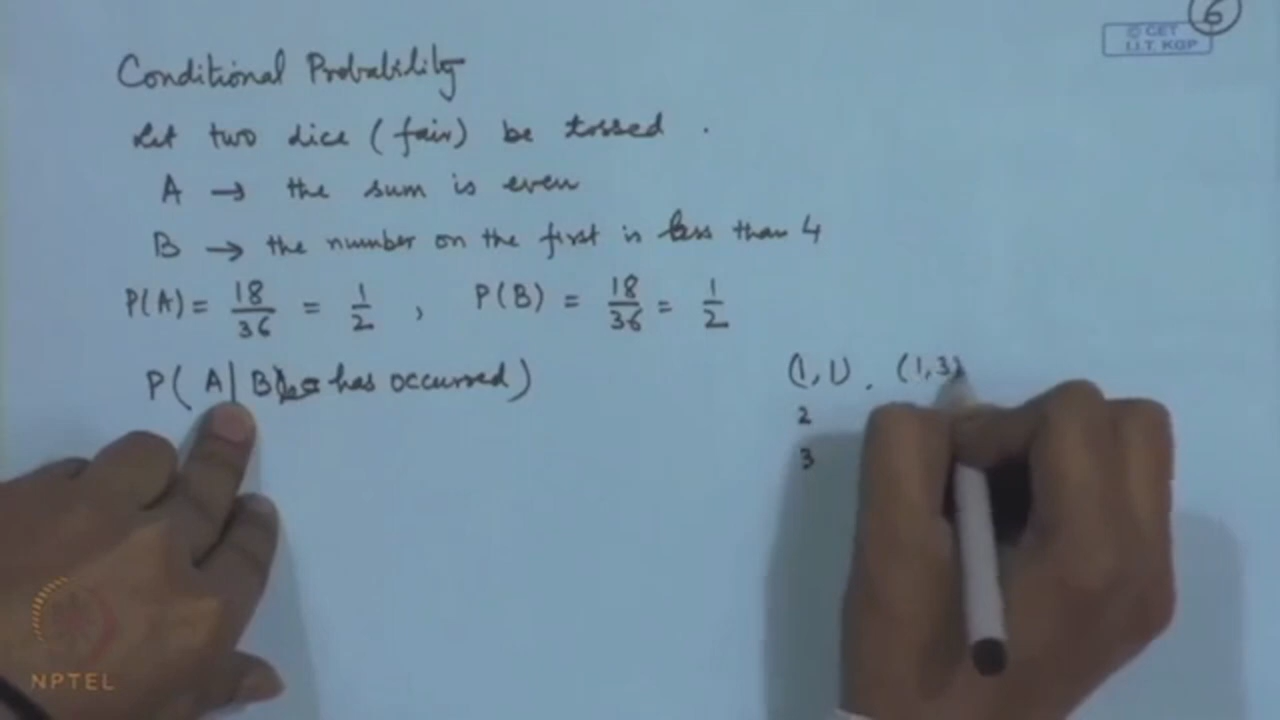 6
© CET
I.I.T. KGP
Conditional Probability
Let two dice (fair) be tossed.
A → the sum is even
B → the number on the first is less than 4
P(A) = 18/36 = 1/2, P(B) = 18/36 = 1/2
P(A|B has occurred)
(1,1), (1,3)
2
3
NPTEL